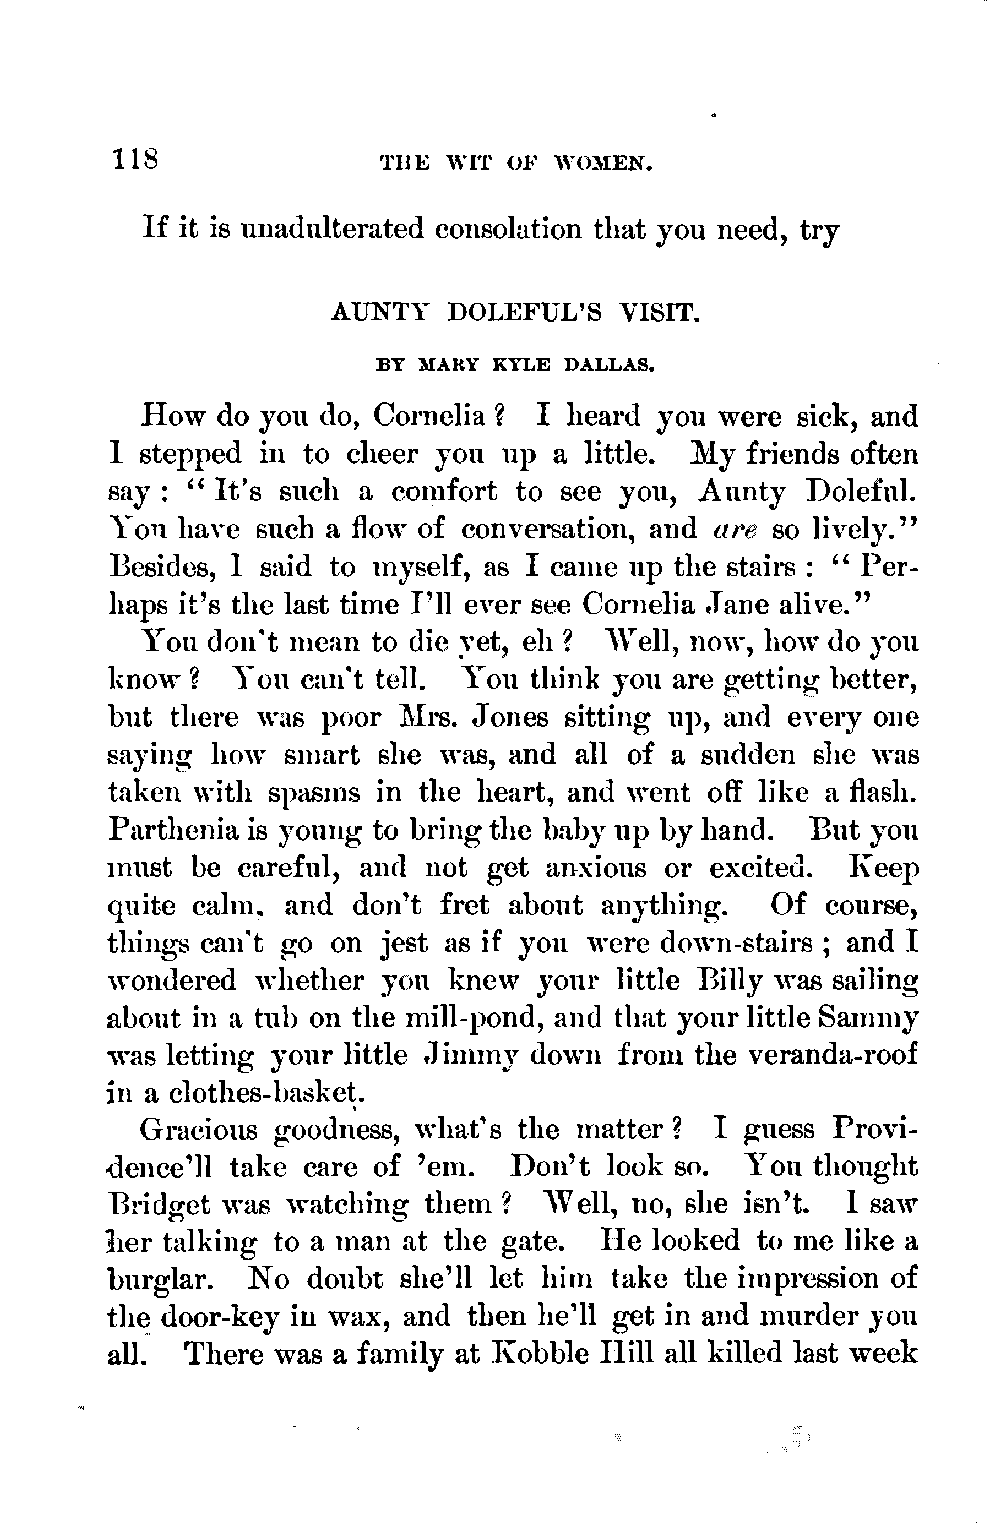 118 THE WIT OF WOMEN.
If it is unadulterated consolation that you need, try
AUNTY DOLEFUL'S VISIT.
BY MARY KYLE DALLAS.
How do you do, Cornelia? I heard you were sick, and
I stepped in to cheer you up a little. My friends often
say: "It's such a comfort to see you, Aunty Doleful.
You have such a flow of conversation, and are so lively."
Besides, I said to myself, as I came up the stairs: "Per-
haps it's the last time I'll ever see Cornelia Jane alive."
You don't mean to die yet, eh? Well, now, how do you
know? You can't tell. You think you are getting better,
but there was poor Mrs. Jones sitting up, and every one
saying how smart she was, and all of a sudden she was
taken with spasms in the heart, and went off like a flash.
Parthenia is young to bring the baby up by hand. But you
must be careful, and not get anxious or excited. Keep
quite calm, and don't fret about anything. Of course,
things can't go on jest as if you were down-stairs; and I
wondered whether you knew your little Billy was sailing
about in a tub on the mill-pond, and that your little Sammy
was letting your little Jimmy down from the veranda-roof
in a clothes-basket.
Gracious goodness, what's the matter? I guess Provi-
dence'll take care of 'em. Don't look so. You thought
Bridget was watching them? Well, no, she isn't. I saw
her talking to a man at the gate. He looked to me like a
burglar. No doubt she'll let him take the impression of
the door-key in wax, and then he'll get in and murder you
all. There was a family at Kobble Hill all killed last week